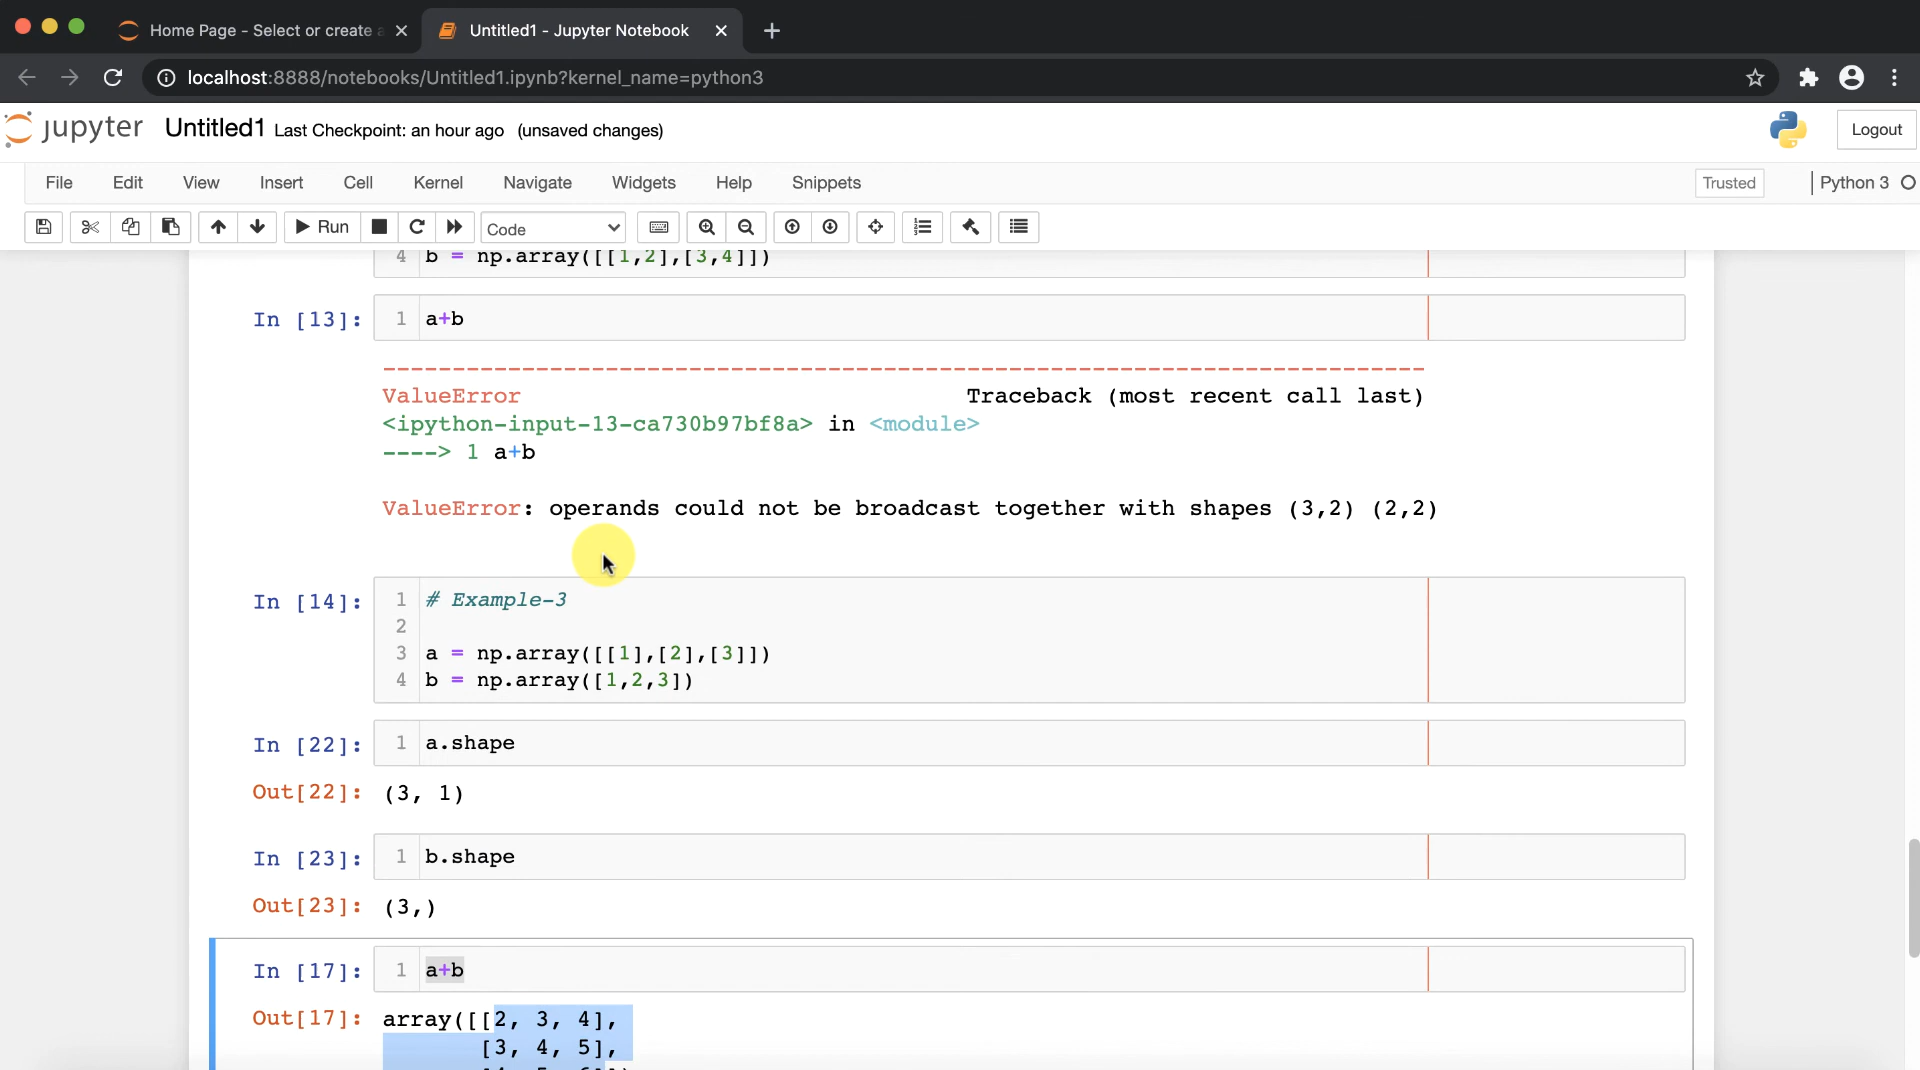 Home Page - Select or create a
Untitled1 - Jupyter Notebook
localhost:8888/notebooks/Untitled1.ipynb?kernel_name=python3
jupyter Untitled1 Last Checkpoint: an hour ago (unsaved changes)
Logout
File Edit View Insert Cell Kernel Navigate Widgets Help Snippets
Trusted
Python 3
Run
Code
4 b = np.array([[1,2],[3,4]])
In [13]: 1 a+b
---------------------------------------------------------------------------
ValueError Traceback (most recent call last)
<ipython-input-13-ca730b97bf8a> in <module>
----> 1 a+b
ValueError: operands could not be broadcast together with shapes (3,2) (2,2)
In [14]: 1 # Example-3
2
3 a = np.array([[1],[2],[3]])
4 b = np.array([1,2,3])
In [22]: 1 a.shape
Out[22]: (3, 1)
In [23]: 1 b.shape
Out[23]: (3,)
In [17]: 1 a+b
Out[17]: array([[2, 3, 4],
[3, 4, 5],